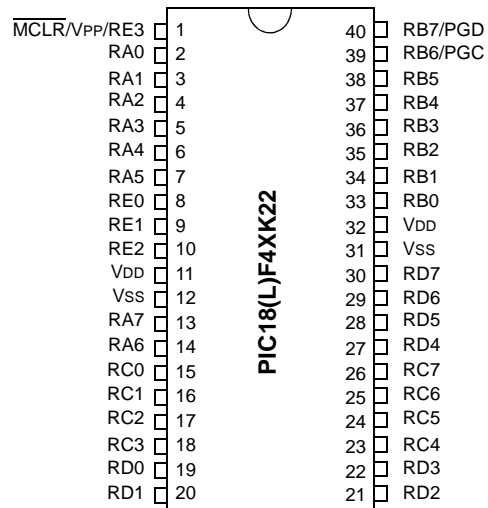 MCLR/VPP/RE3 1 40 RB7/PGD
RA0 2 39 RB6/PGC
RA1 3 38 RB5
RA2 4 37 RB4
RA3 5 36 RB3
RA4 6 35 RB2
RA5 7 34 RB1
RE0 8 33 RB0
RE1 9 32 VDD
RE2 10 31 VSS
VDD 11 30 RD7
VSS 12 29 RD6
RA7 13 28 RD5
RA6 14 27 RD4
RC0 15 26 RC7
RC1 16 25 RC6
RC2 17 24 RC5
RC3 18 23 RC4
RD0 19 22 RD3
RD1 20 21 RD2
PIC18(L)F4XK22